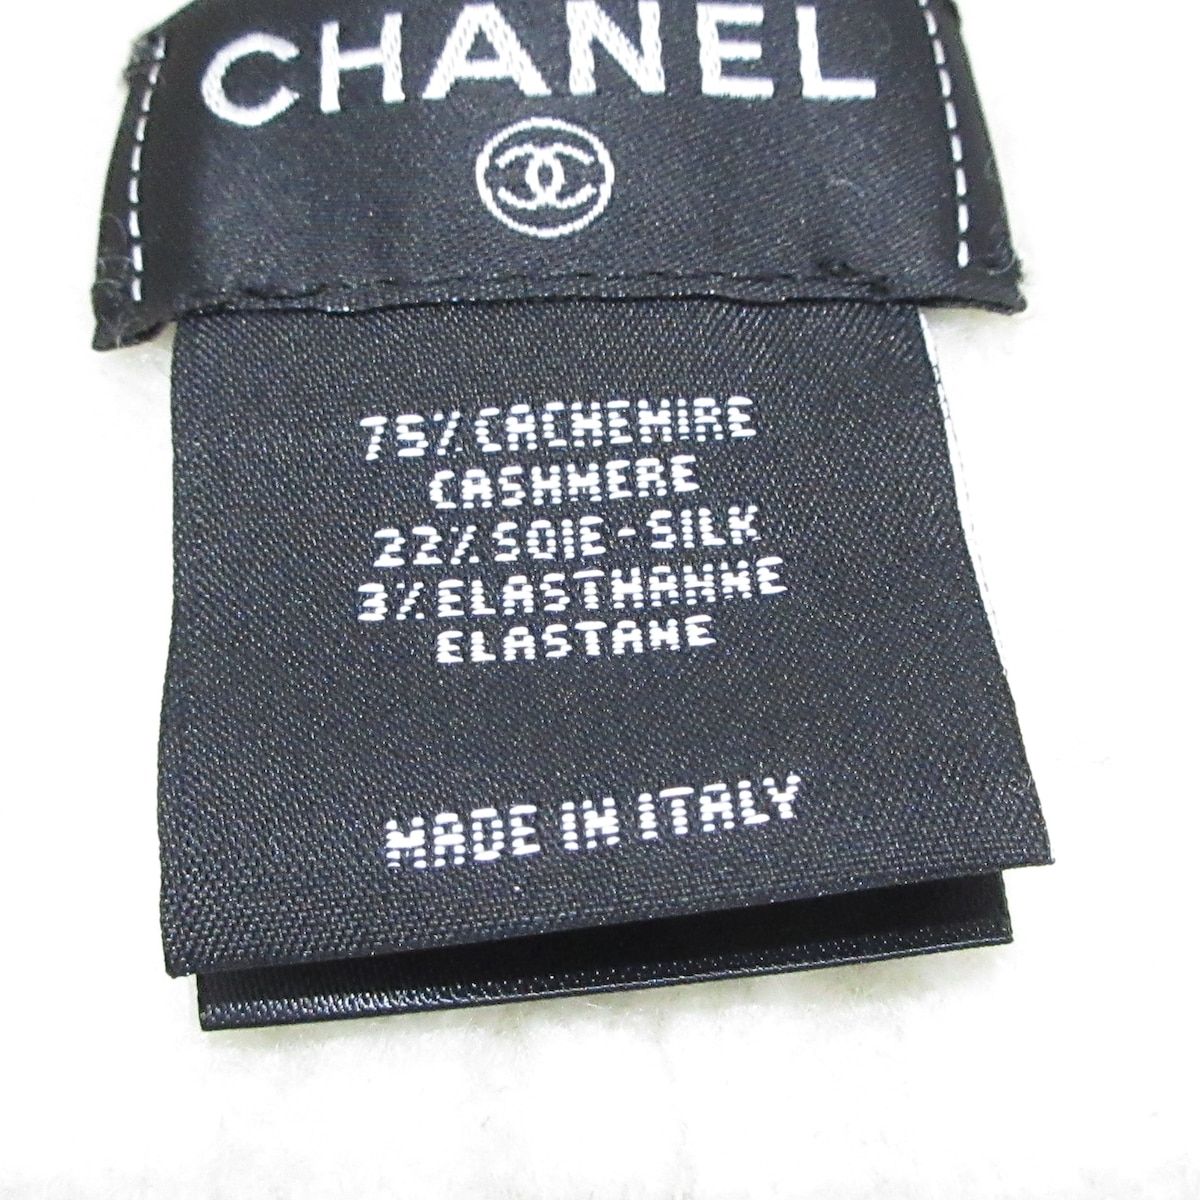 CHANEL
75% CACHEMIRE
CASHMERE
22% SOIE - SILK
3% ELASTHANNE
ELASTANE
MADE IN ITALY